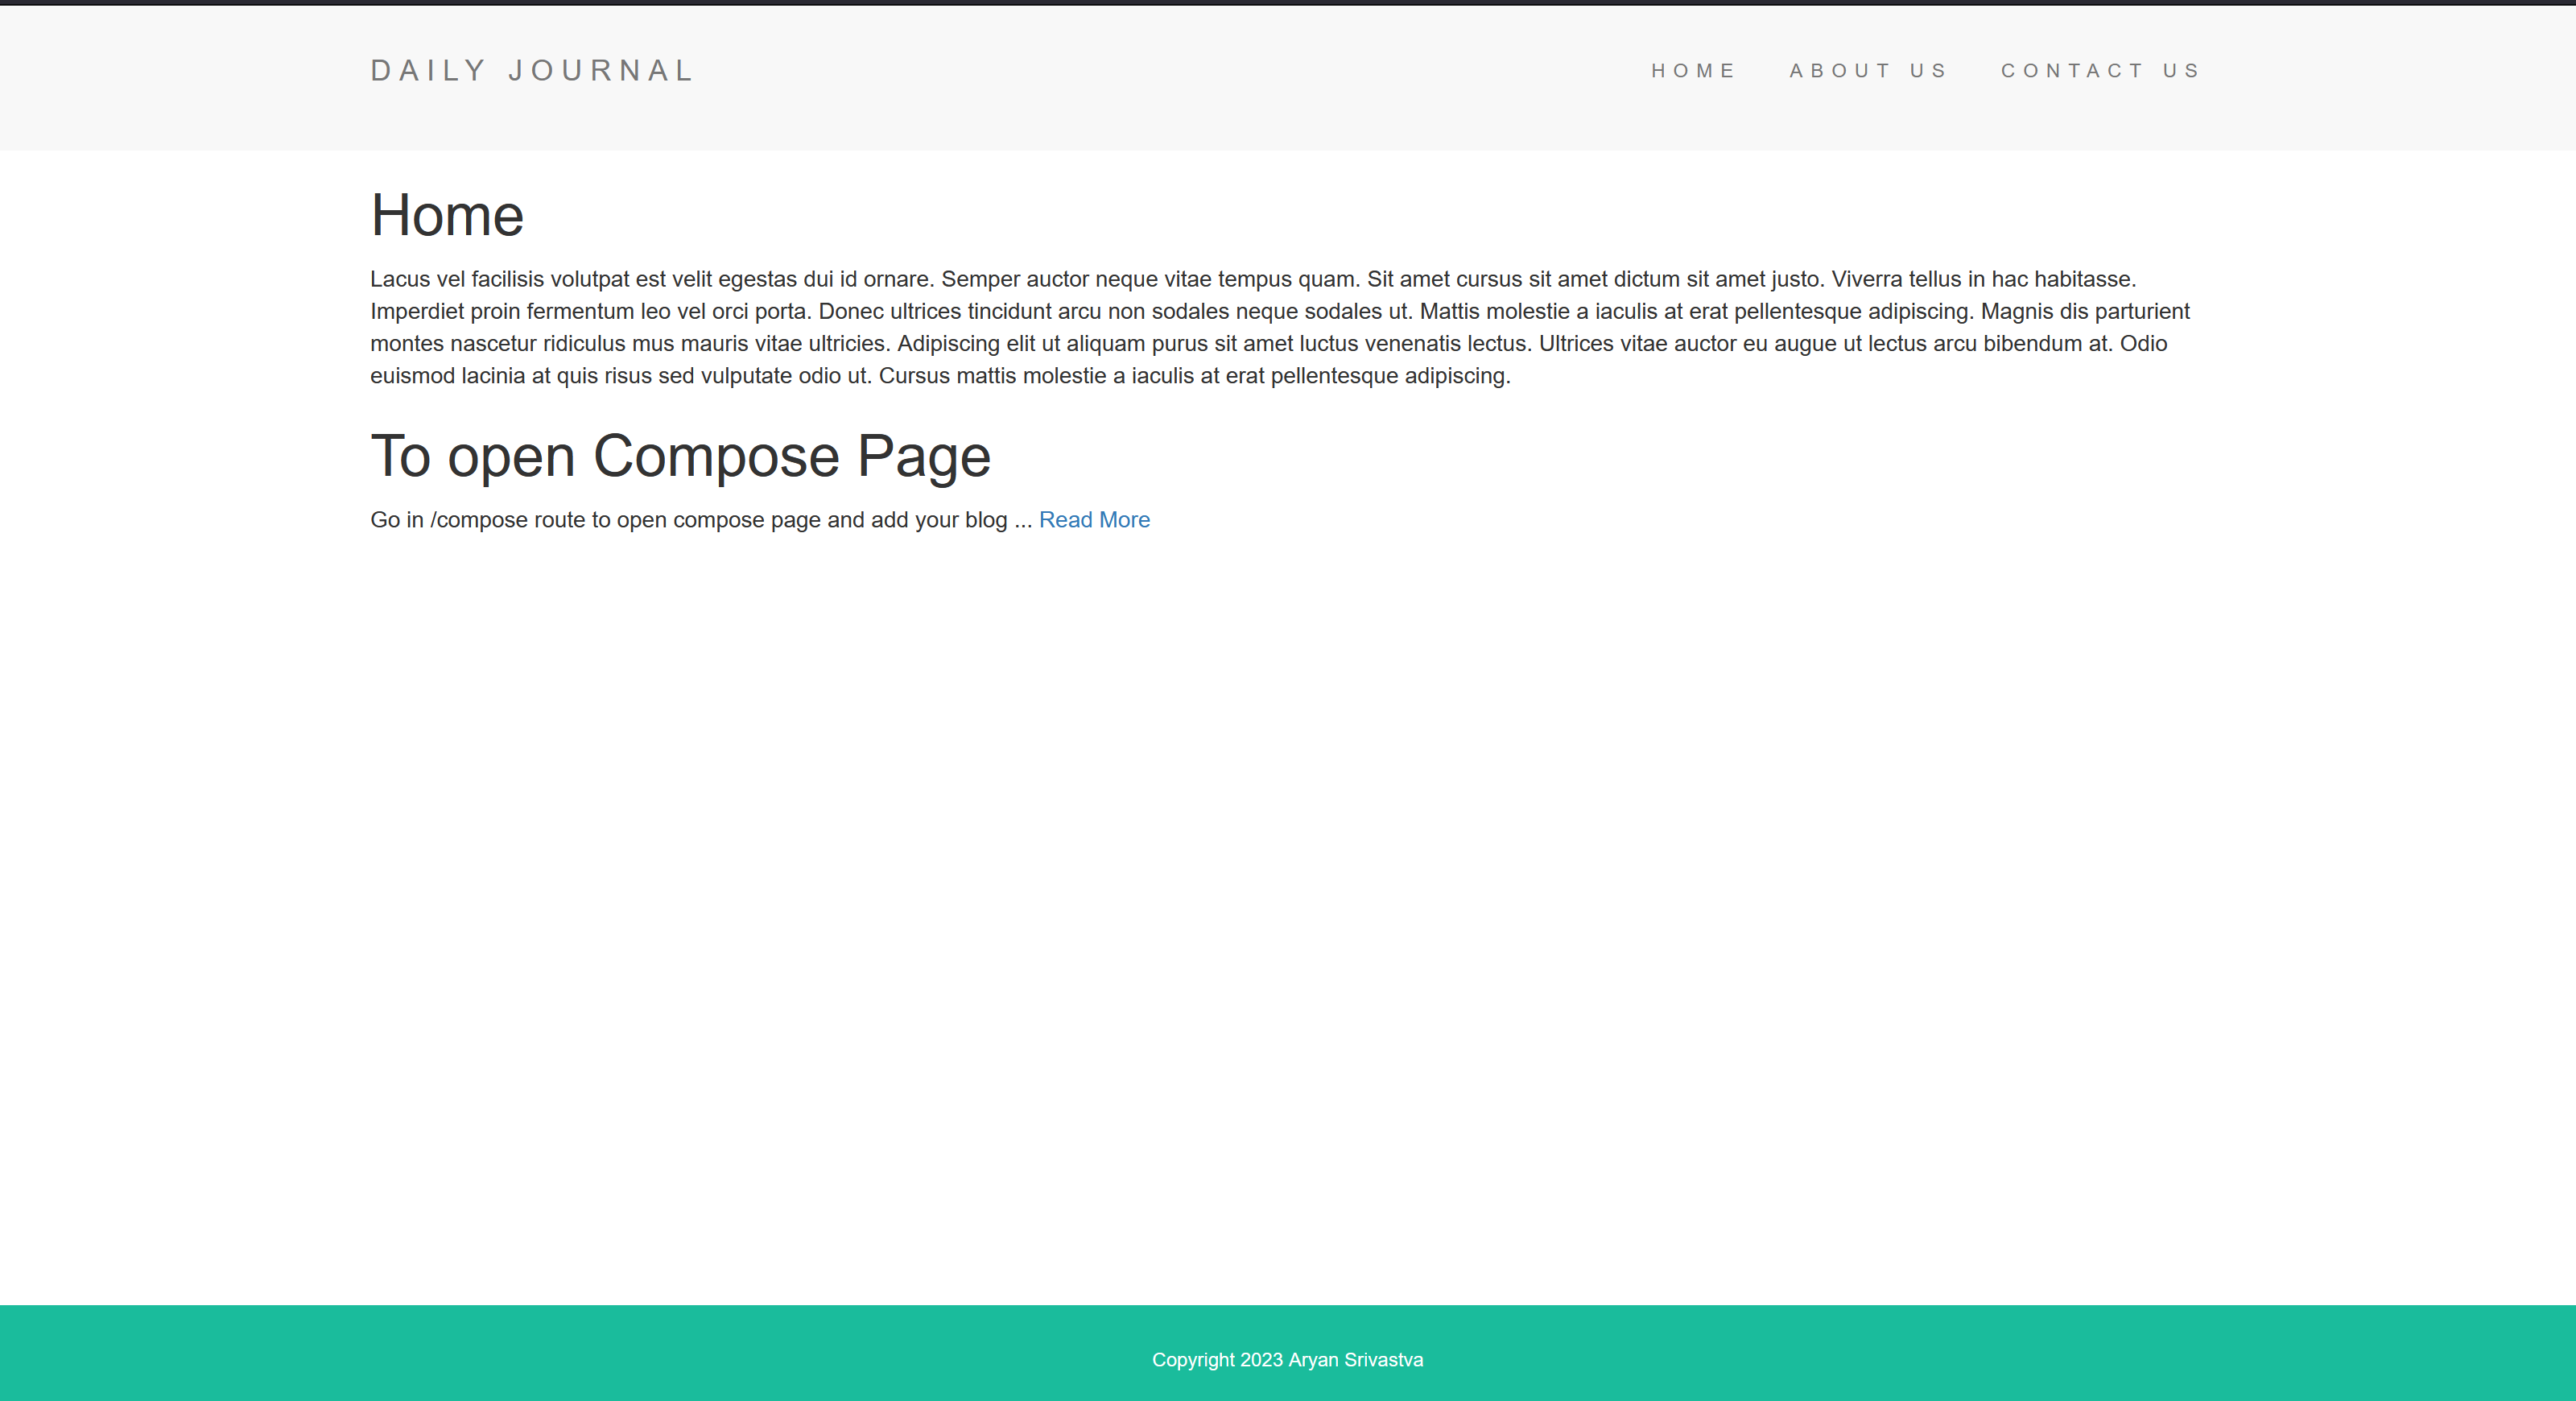 DAILY JOURNAL
HOME ABOUT US CONTACT US
Home
Lacus vel facilisis volutpat est velit egestas dui id ornare. Semper auctor neque vitae tempus quam. Sit amet cursus sit amet dictum sit amet justo. Viverra tellus in hac habitasse.
Imperdiet proin fermentum leo vel orci porta. Donec ultrices tincidunt arcu non sodales neque sodales ut. Mattis molestie a iaculis at erat pellentesque adipiscing. Magnis dis parturient
montes nascetur ridiculus mus mauris vitae ultricies. Adipiscing elit ut aliquam purus sit amet luctus venenatis lectus. Ultrices vitae auctor eu augue ut lectus arcu bibendum at. Odio
euismod lacinia at quis risus sed vulputate odio ut. Cursus mattis molestie a iaculis at erat pellentesque adipiscing.
To open Compose Page
Go in /compose route to open compose page and add your blog ... Read More
Copyright 2023 Aryan Srivastva